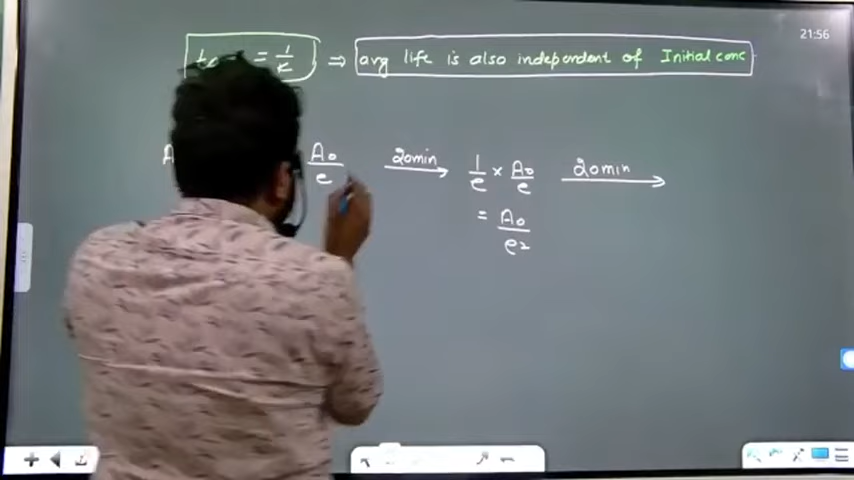 21:56
= 1/K ⇒ avg life is also independent of Initial conc
A₀/e 20min → 1/e × A₀/e 20min →
= A₀/e²